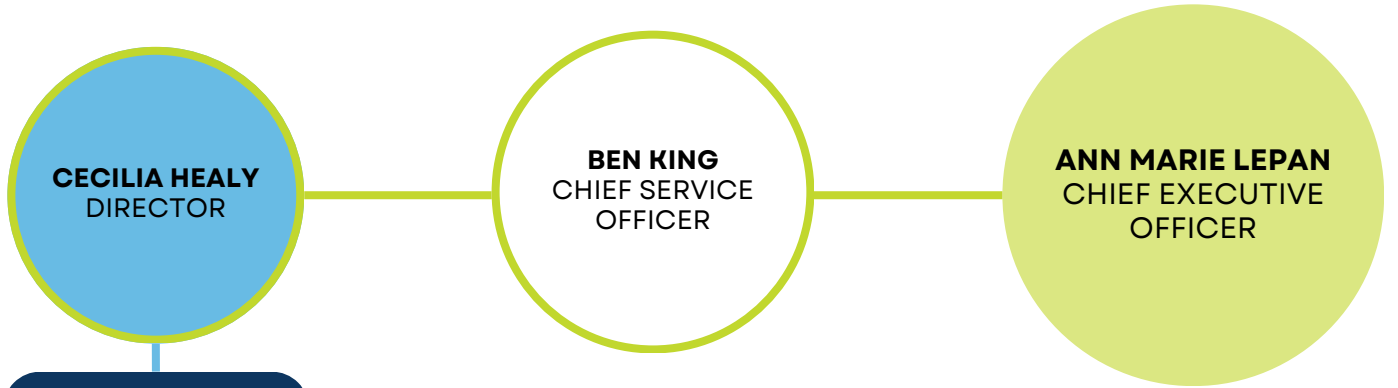 CECILIA HEALY
DIRECTOR
BEN KING
CHIEF SERVICE
OFFICER
ANN MARIE LEPAN
CHIEF EXECUTIVE
OFFICER